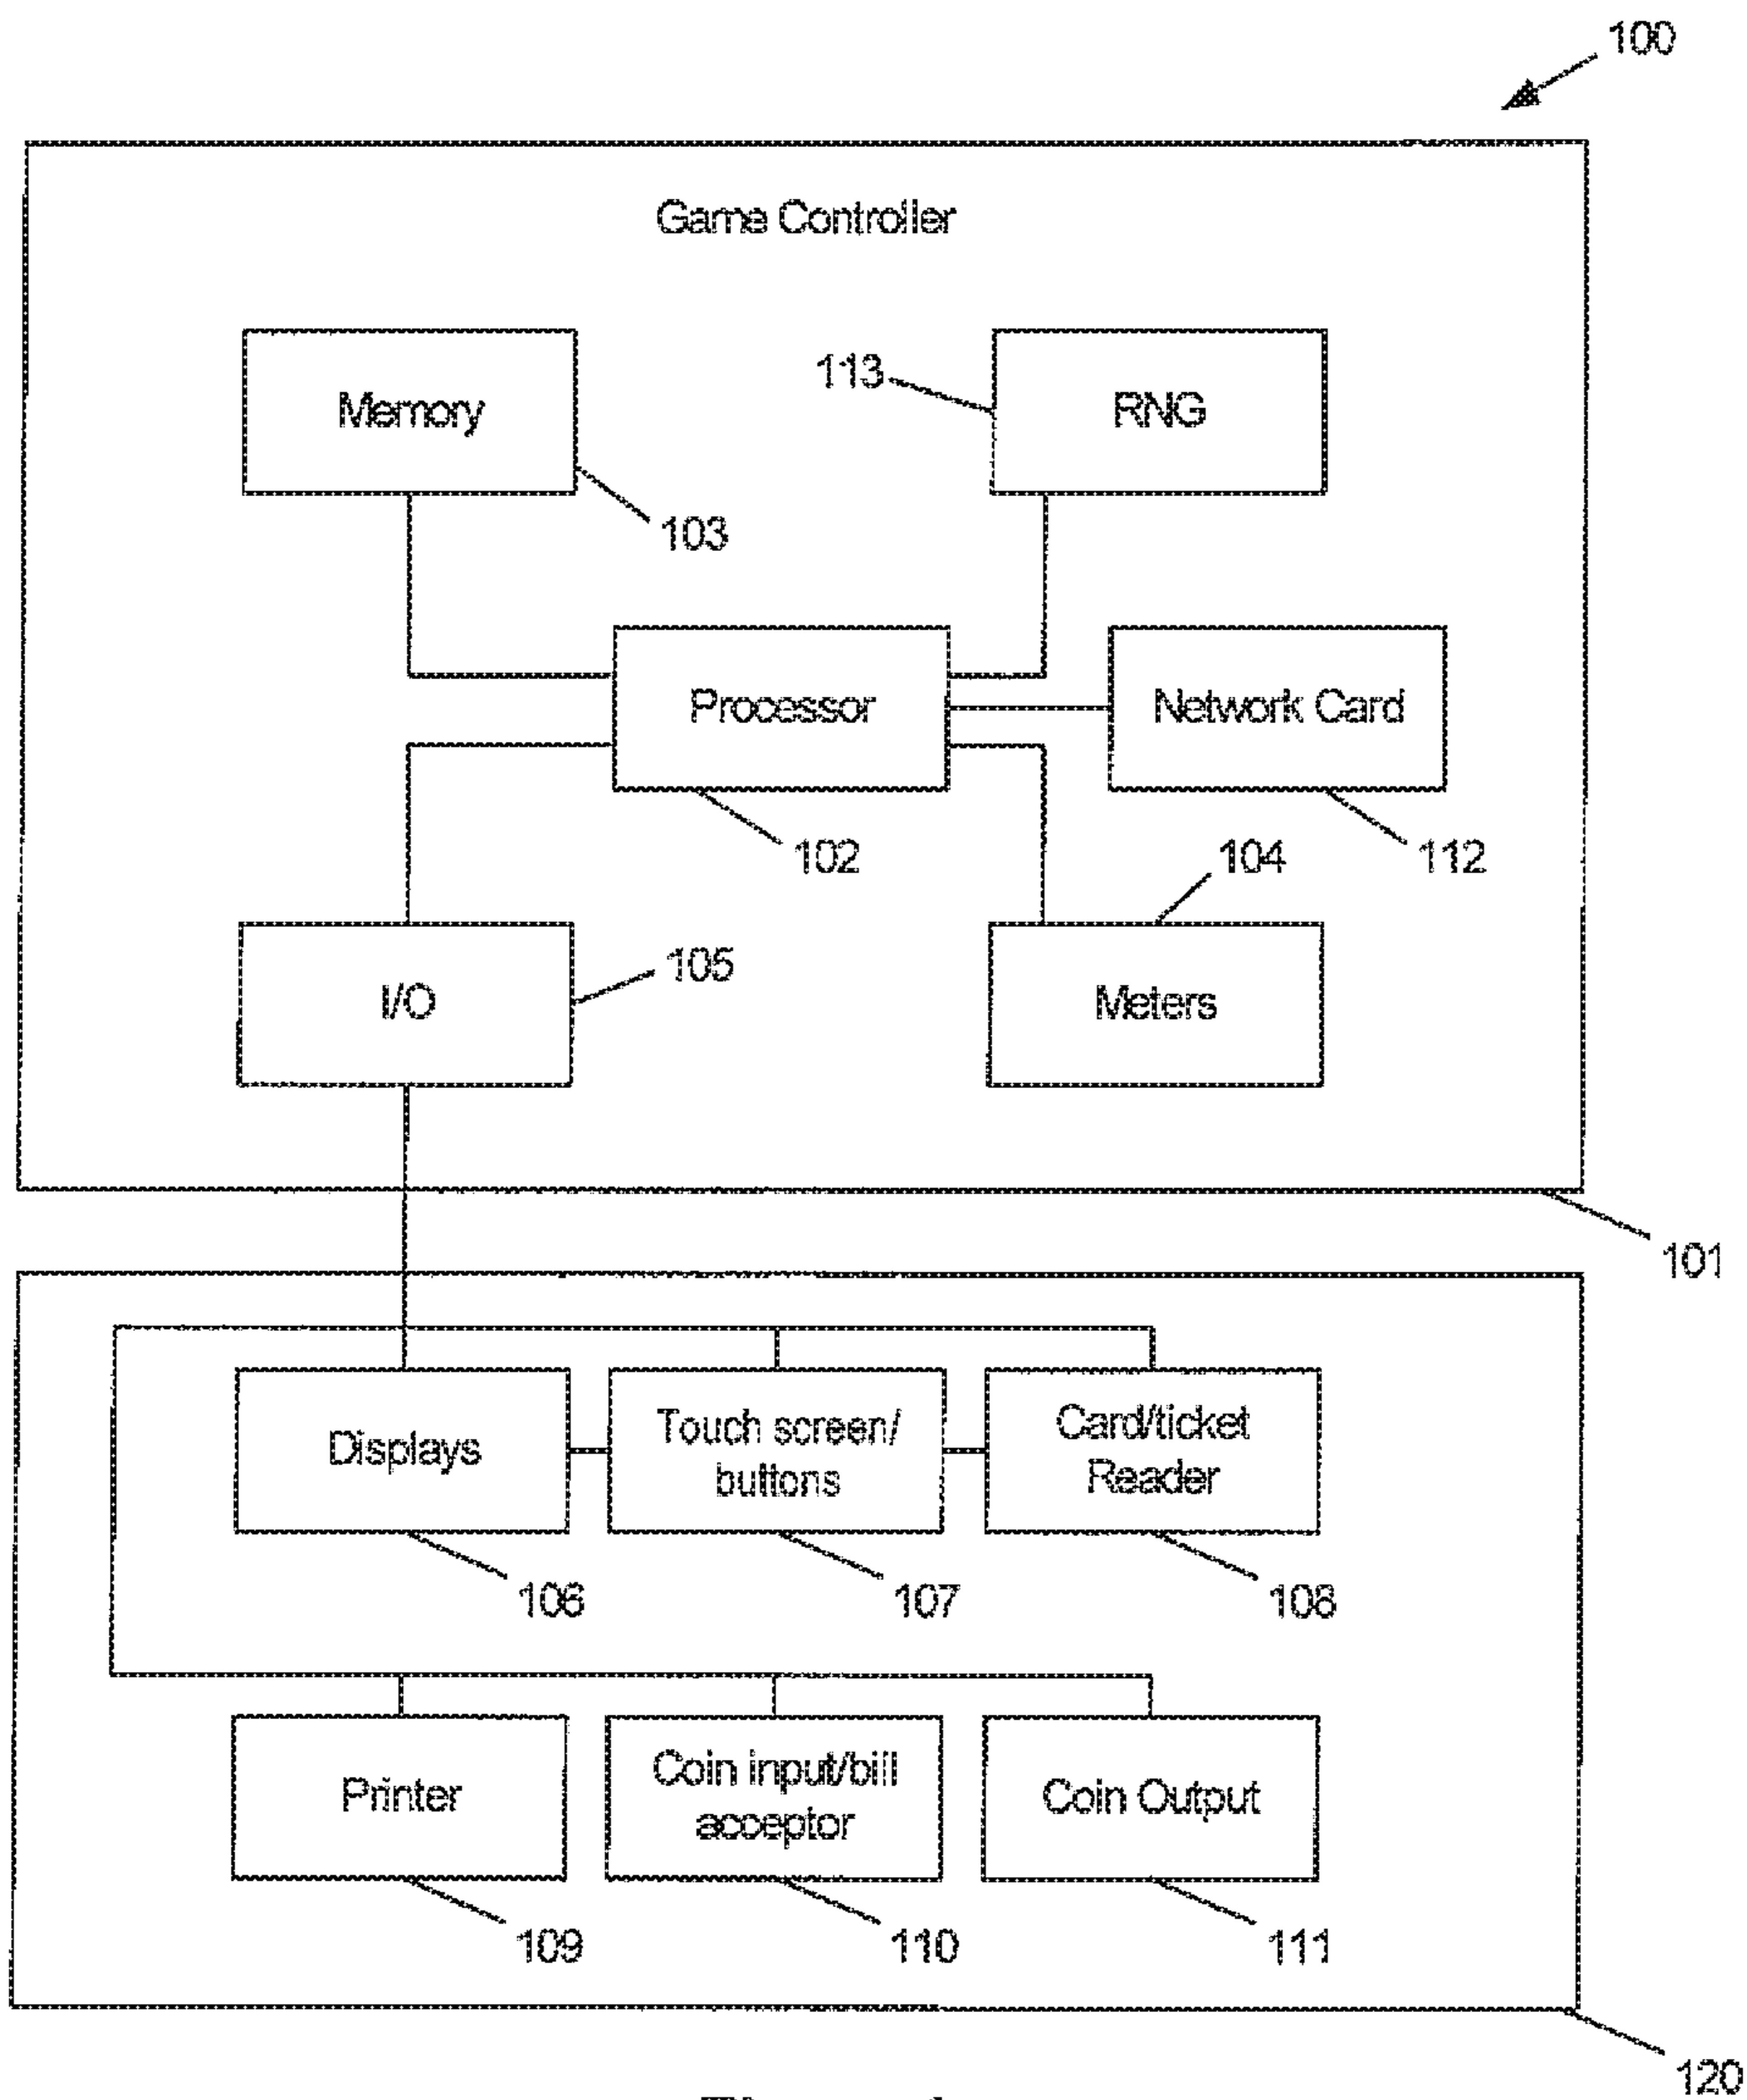 100
Game Controller
Memory
113
RNG
103
Processor
Network Card
102
104
112
I/O
105
Meters
101
Displays
Touch screen/
buttons
Card/ticket
Reader
106
107
108
Printer
Coin input/bill
acceptor
Coin Output
109
110
111
120